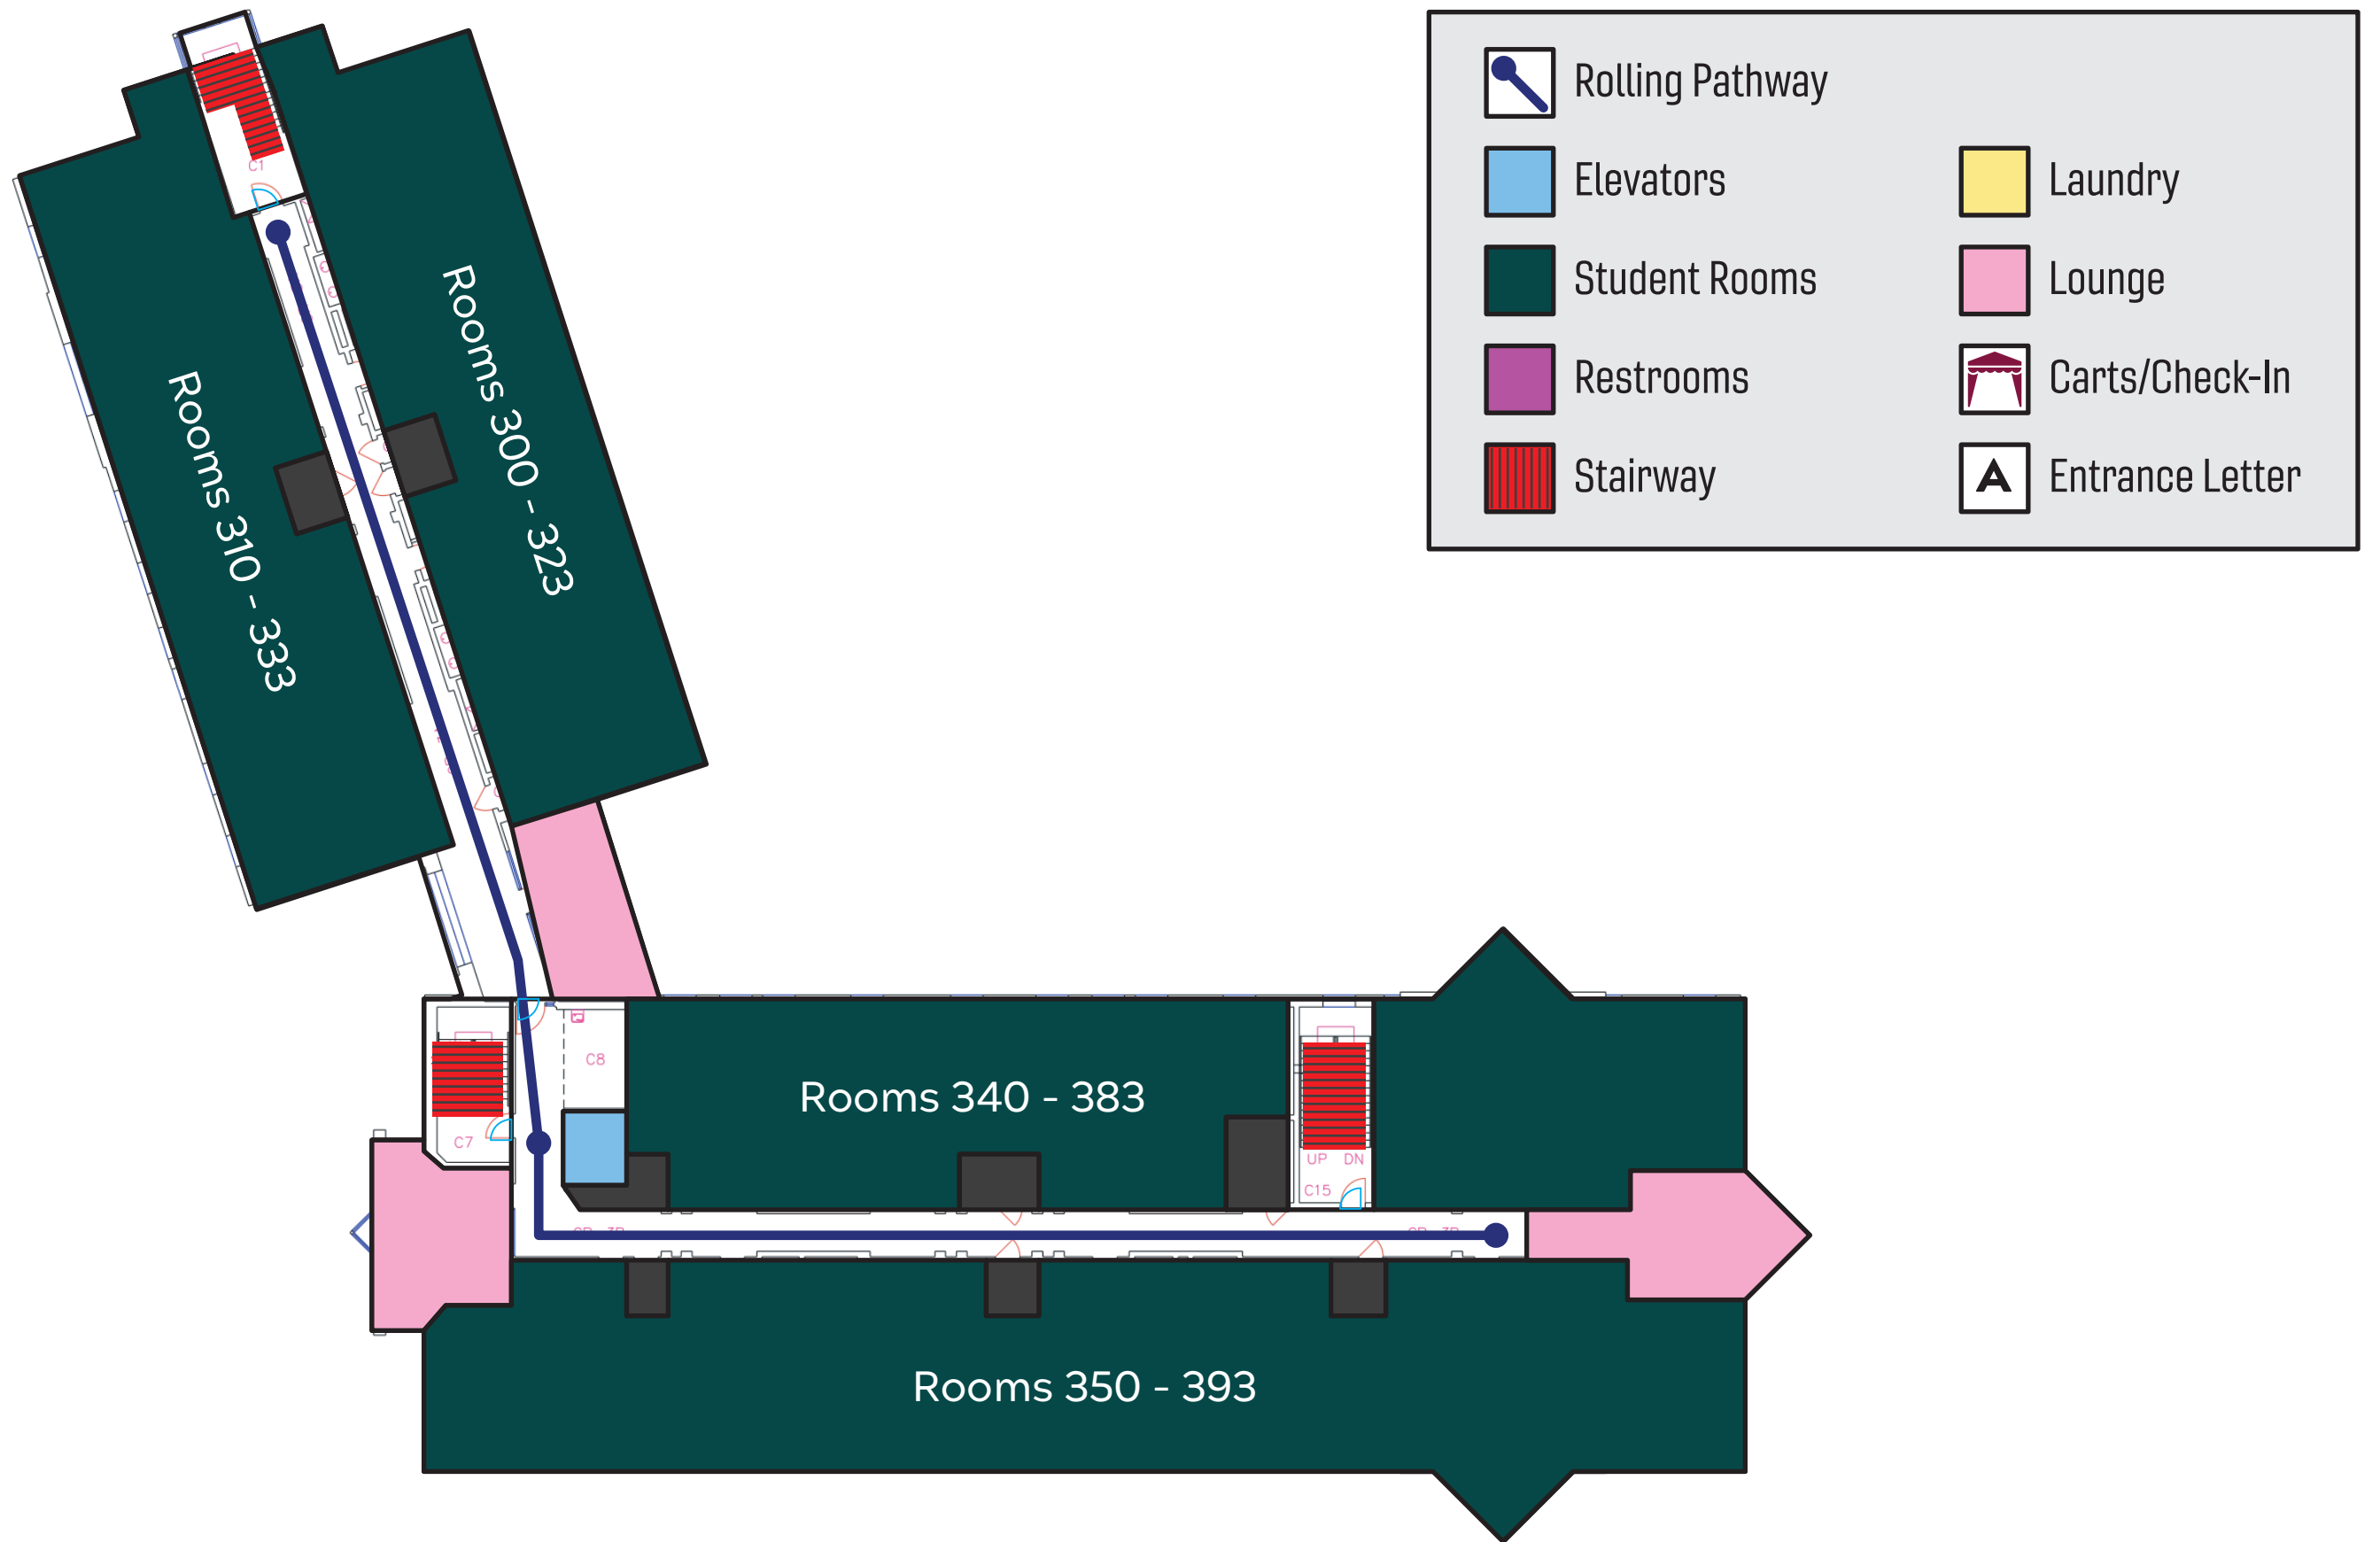 Rolling Pathway
Elevators
Laundry
Student Rooms
Lounge
Restrooms
Carts/Check-In
Stairway
A
Entrance Letter
C1
Rooms 300 - 323
Rooms 310 - 333
C8
Rooms 340 - 383
C7
UP DN
C15
Rooms 350 - 393